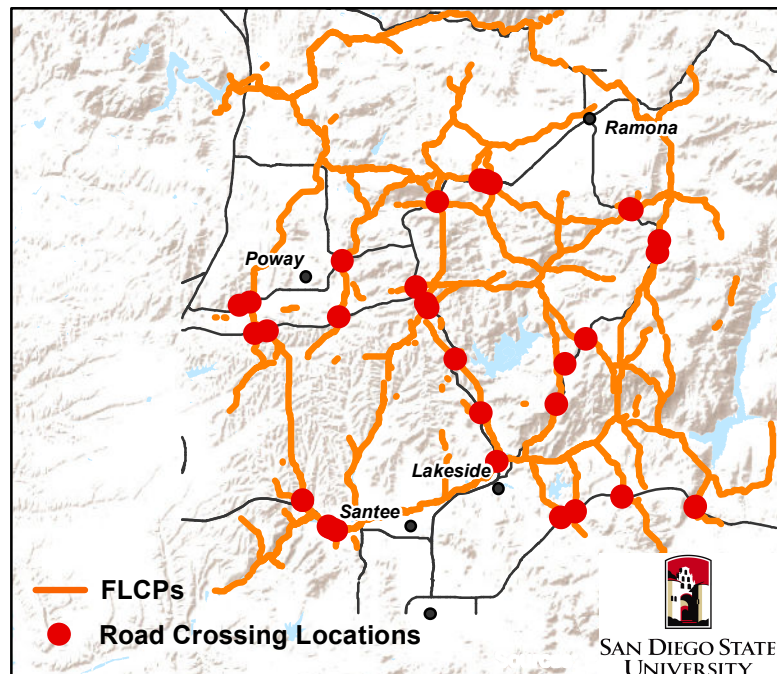 Ramona
Poway
Lakeside
Santee
FLCPs
Road Crossing Locations
SAN DIEGO STATE
UNIVERSITY